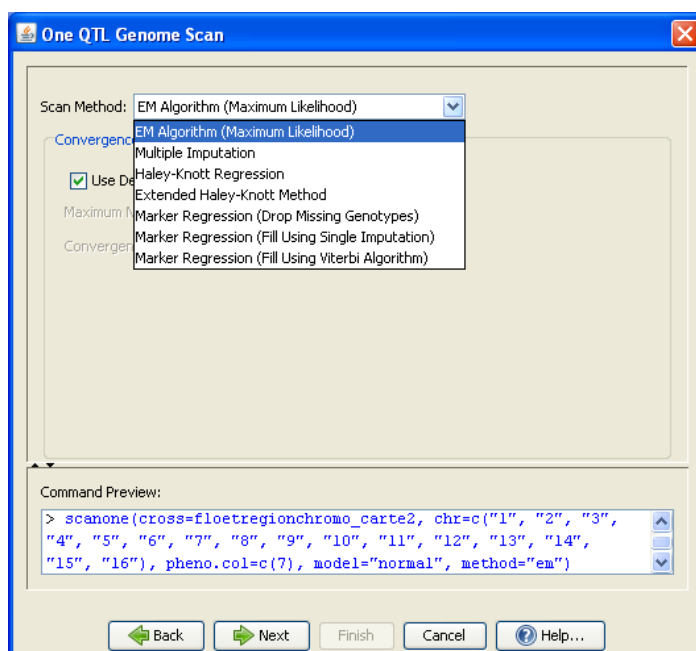 One QTL Genome Scan
Scan Method: EM Algorithm (Maximum Likelihood)
EM Algorithm (Maximum Likelihood)
Convergenc
Multiple Imputation
Haley-Knott Regression
Use De
Extended Haley-Knott Method
Maximum N
Marker Regression (Drop Missing Genotypes)
Marker Regression (Fill Using Single Imputation)
Convergen
Marker Regression (Fill Using Viterbi Algorithm)
Command Preview:
> scanone(cross=floetregionchromo_carte2, chr=c("1", "2", "3",
"4", "5", "6", "7", "8", "9", "10", "11", "12", "13", "14",
"15", "16"), pheno.col=c(7), model="normal", method="em")
Back Next Finish Cancel Help...